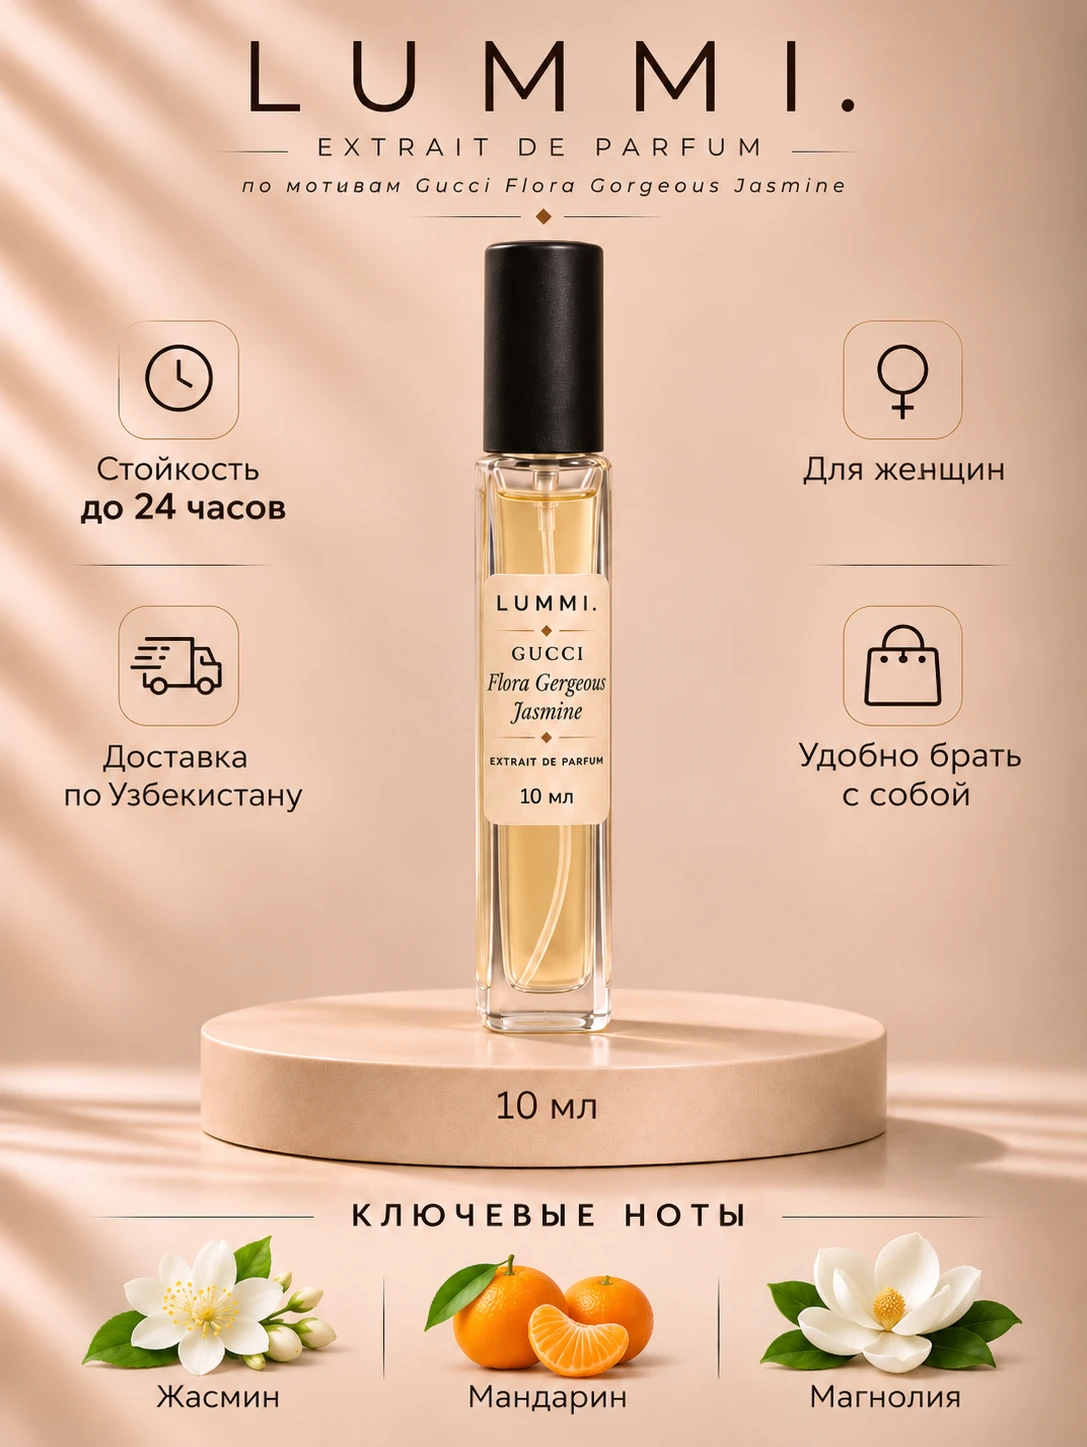 LUMMI.
EXTRAIT DE PARFUM
по мотивам Gucci Flora Gorgeous Jasmine
Стойкость
до 24 часов
Для женщин
LUMMI.
GUCCI
Flora Gergeous
Jasmine
EXTRAIT DE PARFUM
10 мл
Доставка
по Узбекистану
Удобно брать
с собой
10 мл
КЛЮЧЕВЫЕ НОТЫ
Жасмин
Мандарин
Магнолия